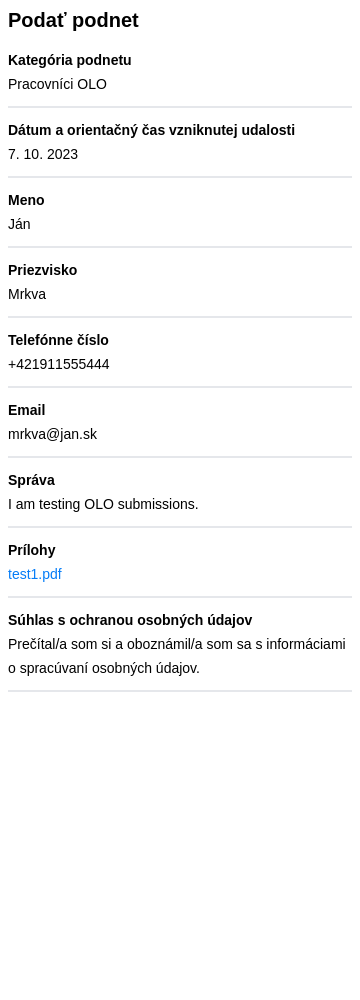 Podať podnet
Kategória podnetu
Pracovníci OLO
Dátum a orientačný čas vzniknutej udalosti
7. 10. 2023
Meno
Ján
Priezvisko
Mrkva
Telefónne číslo
+421911555444
Email
mrkva@jan.sk
Správa
I am testing OLO submissions.
Prílohy
test1.pdf
Súhlas s ochranou osobných údajov
Prečítal/a som si a oboznámil/a som sa s informáciami
o spracúvaní osobných údajov.